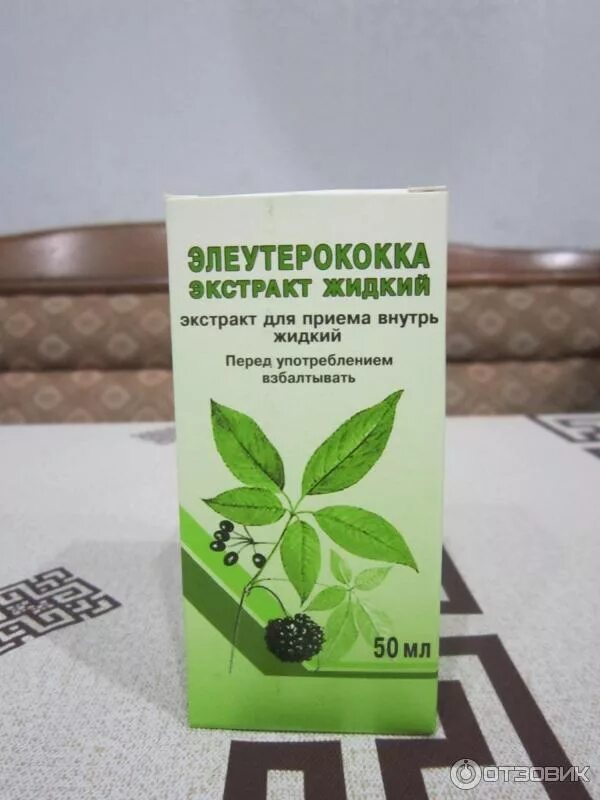 ЭЛЕУТЕРОКОККА
ЭКСТРАКТ ЖИДКИЙ
экстракт для приема внутрь
жидкий
Перед употреблением
взбалтывать
50 мл
ОТЗОВИК